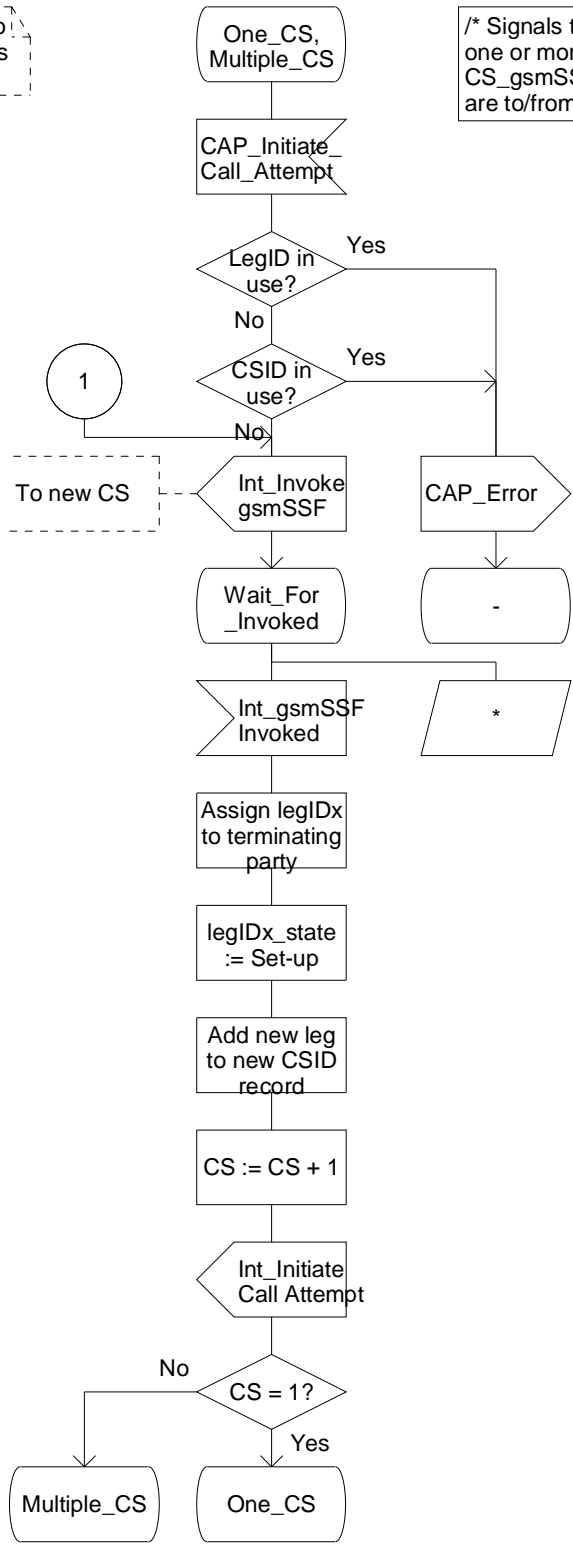 s
One_CS,
Multiple_CS
/* Signals t
one or mor
CS_gsmSS
are to/from
CAP_Initiate_
Call_Attempt
LegID in
use?
Yes
No
1
CSID in
use?
Yes
No
To new CS
Int_Invoke
gsmSSF
CAP_Error
Wait_For
_Invoked
-
Int_gsmSSF
Invoked
*
Assign legIDx
to terminating
party
legIDx_state
:= Set-up
Add new leg
to new CSID
record
CS := CS + 1
Int_Initiate
Call Attempt
No
CS = 1?
Yes
Multiple_CS
One_CS